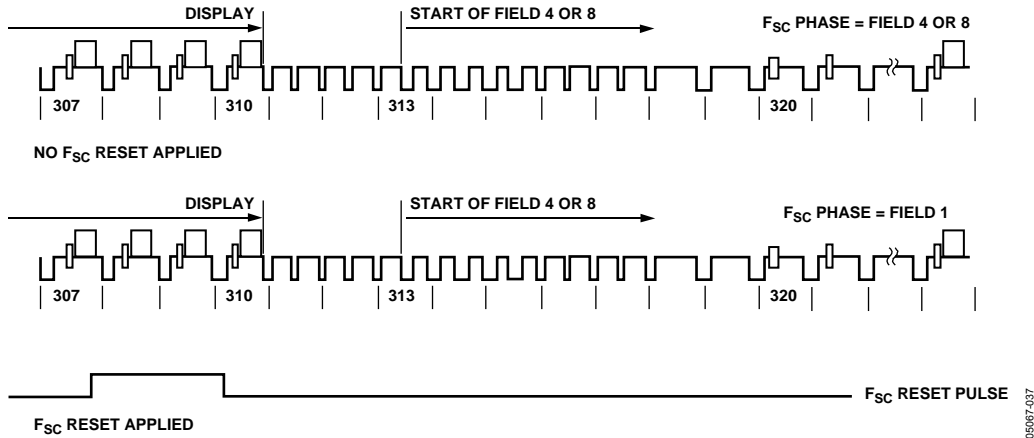 DISPLAY START OF FIELD 4 OR 8 FSC PHASE = FIELD 4 OR 8
307 310 313 320
NO FSC RESET APPLIED
DISPLAY START OF FIELD 4 OR 8 FSC PHASE = FIELD 1
307 310 313 320
FSC RESET PULSE
FSC RESET APPLIED
05067-037